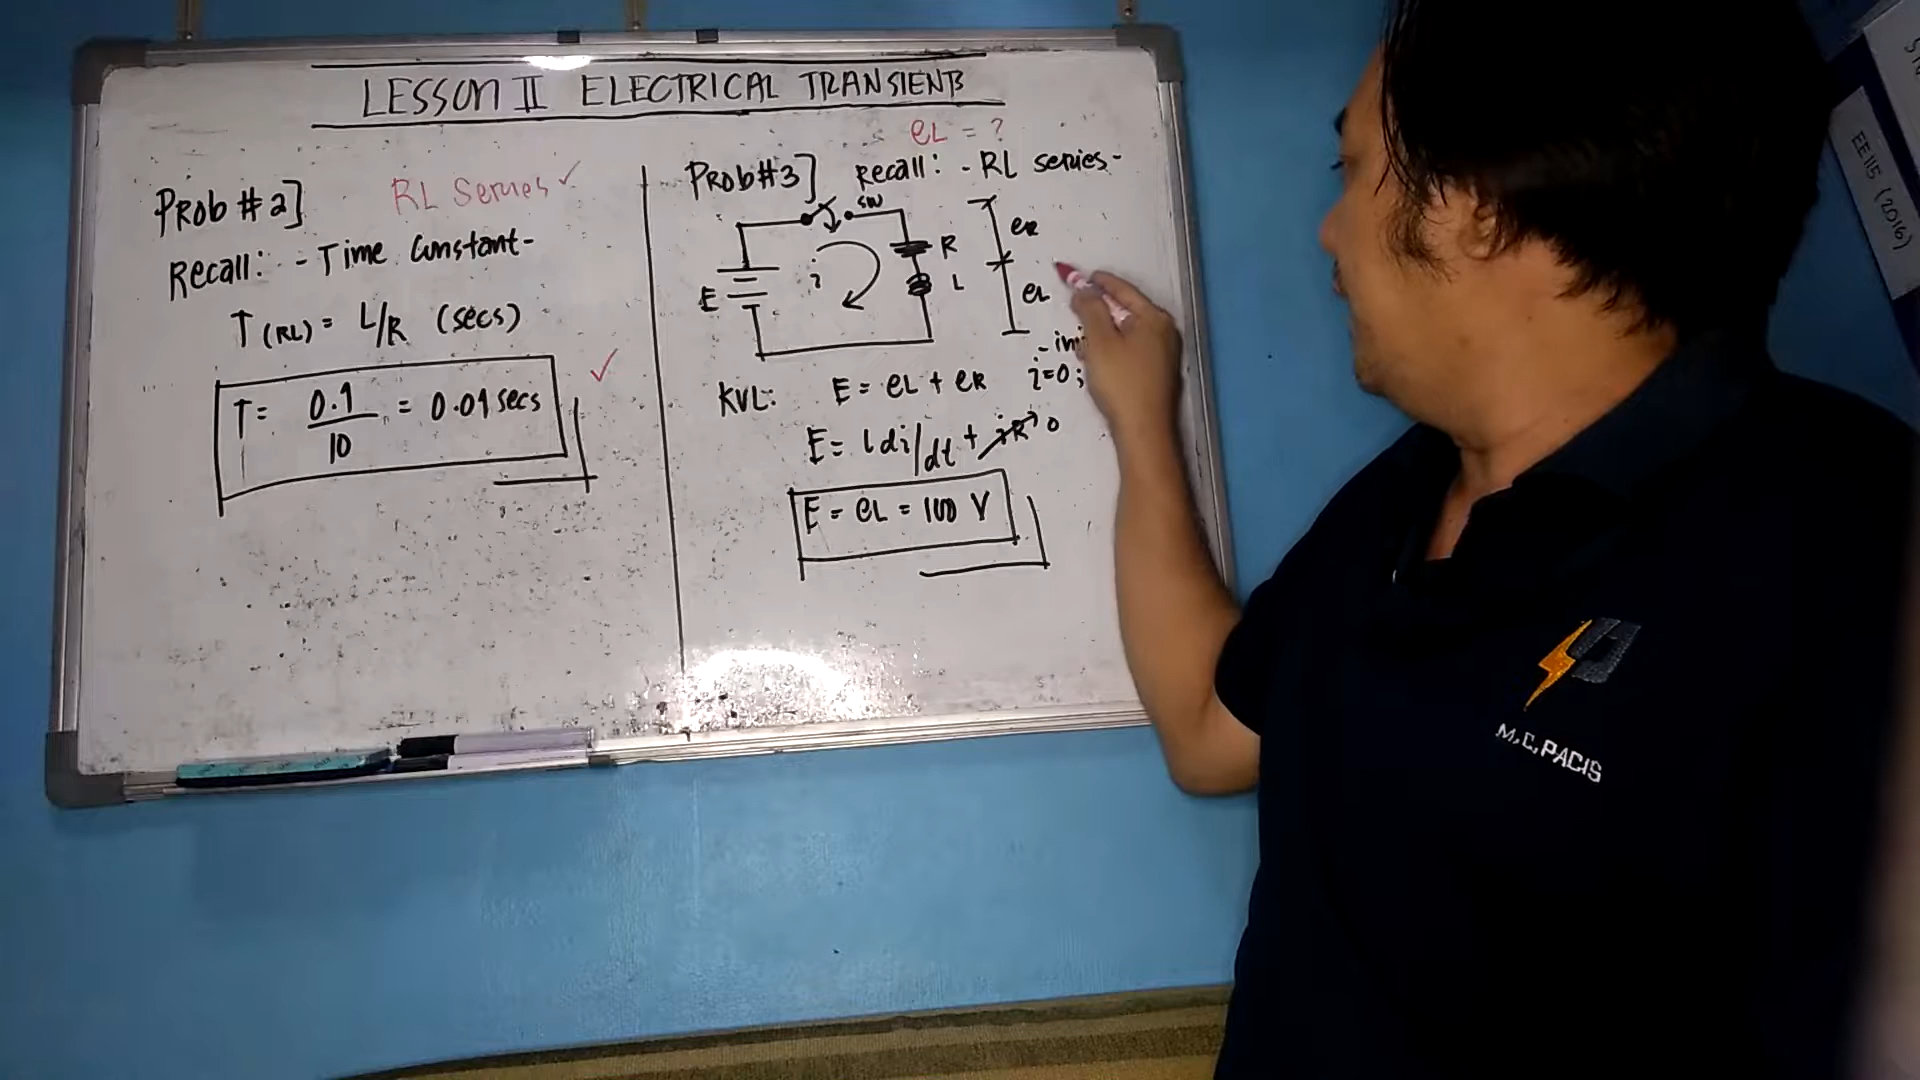 LESSON II ELECTRICAL TRANSIENTS
PROB #2]
RL Series ✓
Recall: - Time Constant-
T (RL) = L/R (secs)
T = 0.1 / 10 = 0.01 secs
✓
eL = ?
PROB #3]
Recall: - RL series -
SW
R
L
E
i
eR
eL
- ini
i=0;
KVL: E = eL + eR
E = Ldi/dt + iR → 0
E = eL = 100 V
M.C.PACIS
EE115 (2016)